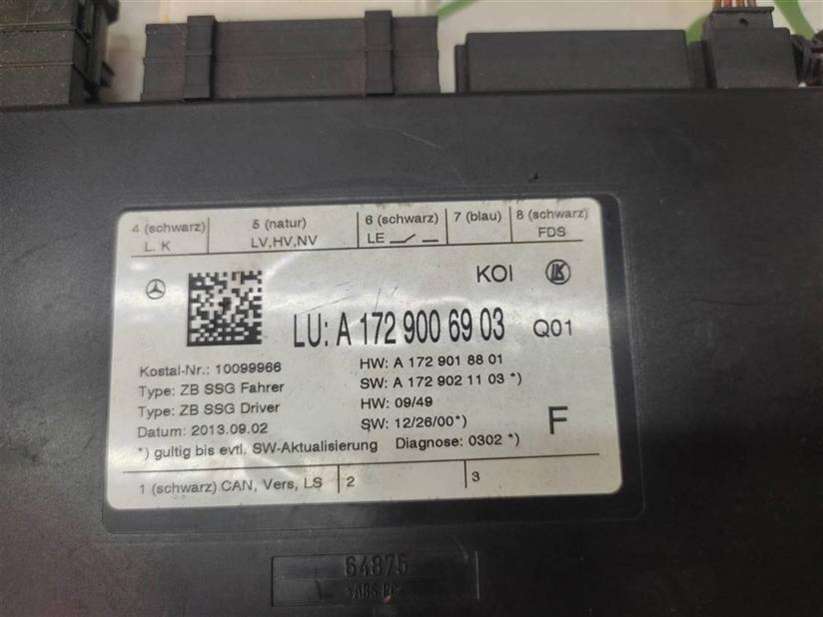 4 (schwarz) 5 (natur) 6 (schwarz) 7 (blau) 8 (schwarz)
L. K LV,HV,NV LE FDS
KOI
LU: A 172 900 69 03 Q01
Kostal-Nr.: 10099966 HW: A 172 901 88 01
Type: ZB SSG Fahrer SW: A 172 902 11 03 *)
Type: ZB SSG Driver HW: 09/49
Datum: 2013.09.02 SW: 12/26/00*) F
*) gultig bis evtl. SW-Aktualisierung Diagnose: 0302 *)
1 (schwarz) CAN, Vers, LS 2 3
64876